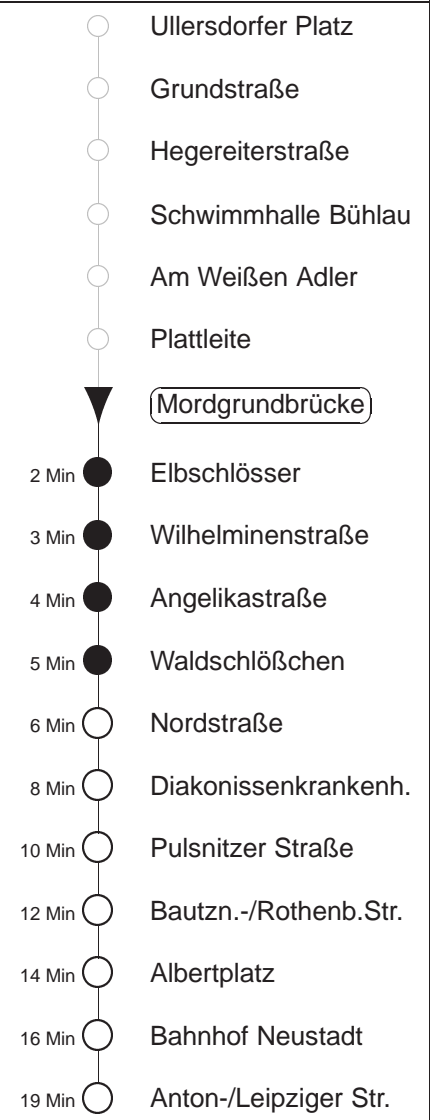 Ullersdorfer Platz
Grundstraße
Hegereiterstraße
Schwimmhalle Bühlau
Am Weißen Adler
Plattleite
Mordgrundbrücke
2 Min Elbschlösser
3 Min Wilhelminenstraße
4 Min Angelikastraße
5 Min Waldschlößchen
6 Min Nordstraße
8 Min Diakonissenkrankenh.
10 Min Pulsnitzer Straße
12 Min Bautzn.-/Rothenb.Str.
14 Min Albertplatz
16 Min Bahnhof Neustadt
19 Min Anton-/Leipziger Str.